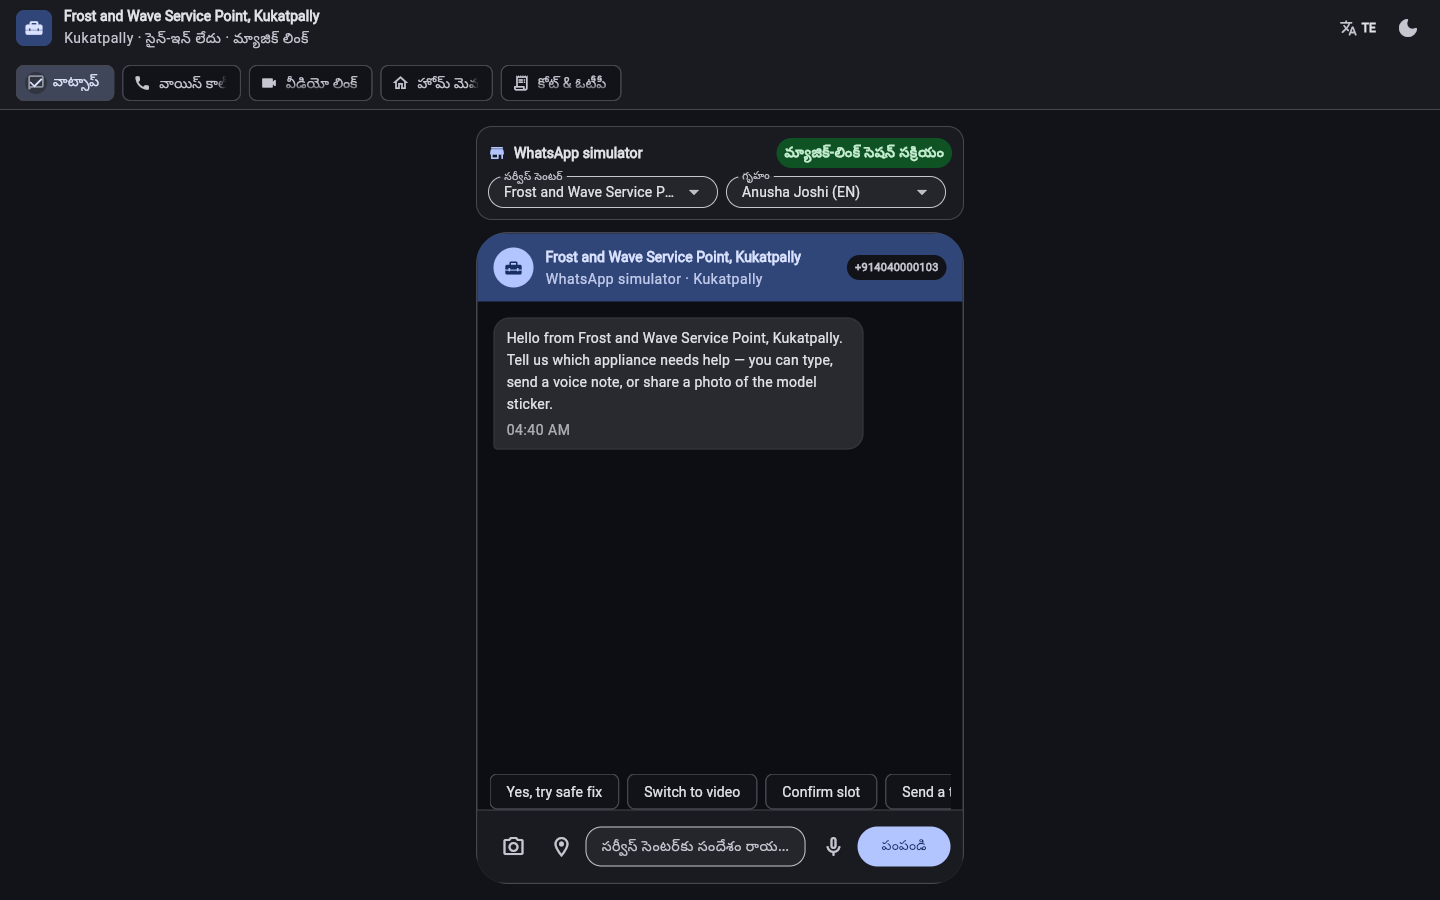 Frost and Wave Service Point, Kukatpally
Kukatpally · సైన్-ఇన్ లేదు · మ్యాజిక్ లింక్
TE
వాట్సాప్
వాయిస్
వీడియో లింక్
హోమ్
కోట్ & ఓటీపీ
WhatsApp simulator
మ్యాజిక్-లింక్ సెషన్ సక్రియం
సర్వీస్ సెంటర్
Frost and Wave Service P...
గృహం
Anusha Joshi (EN)
Frost and Wave Service Point, Kukatpally
WhatsApp simulator · Kukatpally
+914040000103
Hello from Frost and Wave Service Point, Kukatpally.
Tell us which appliance needs help — you can type,
send a voice note, or share a photo of the model
sticker.
04:40 AM
Yes, try safe fix
Switch to video
Confirm slot
Send a
సర్వీస్ సెంటర్‌కు సందేశం రాయ...
పంపండి